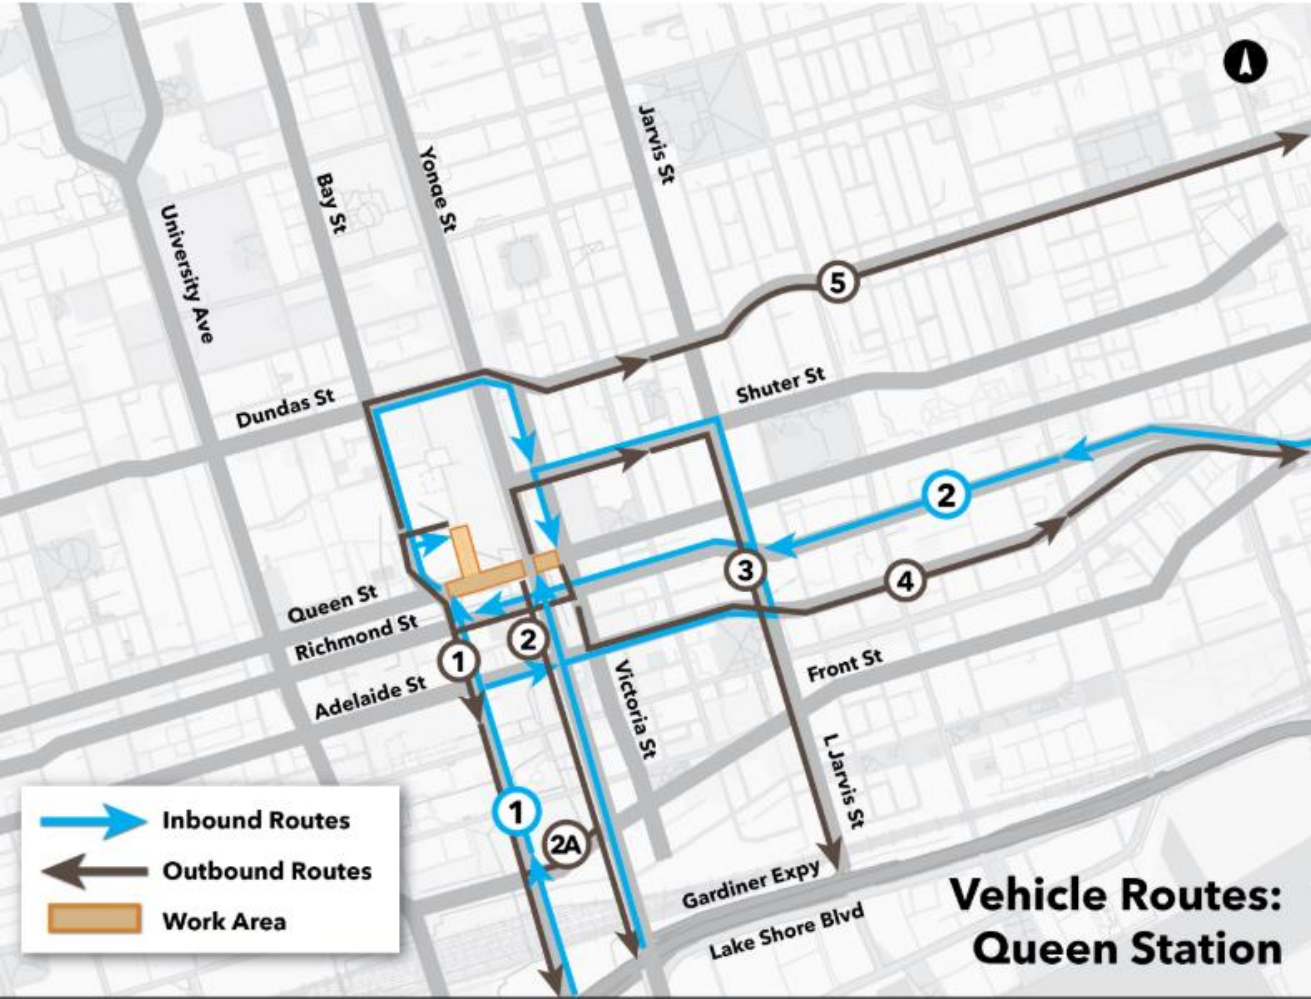 Jarvis St
Yonge St
Bay St
University Ave
5
Shuter St
Dundas St
2
3
4
Queen St
Richmond St
2
1
Adelaide St
Front St
Victoria St
L Jarvis St
1
2A
Inbound Routes
Outbound Routes
Work Area
Gardiner Expy
Lake Shore Blvd
Vehicle Routes:
Queen Station